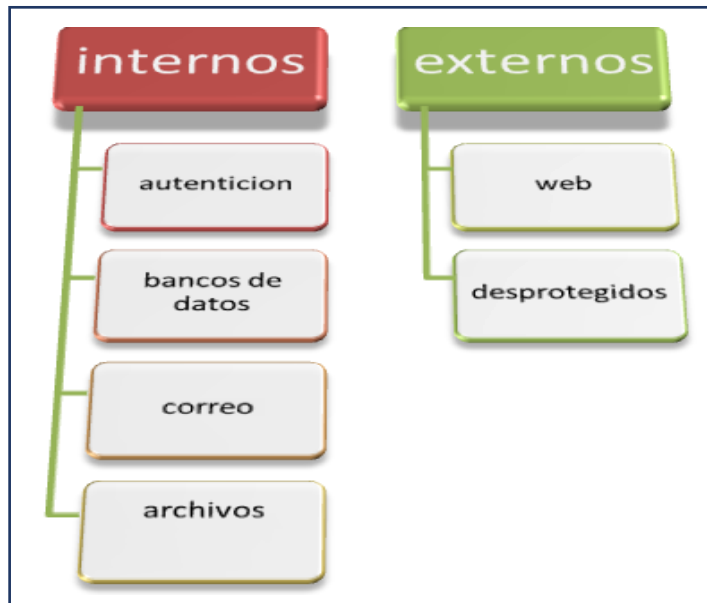 internos
autenticion
bancos de
datos
correo
archivos
externos
web
desprotegidos